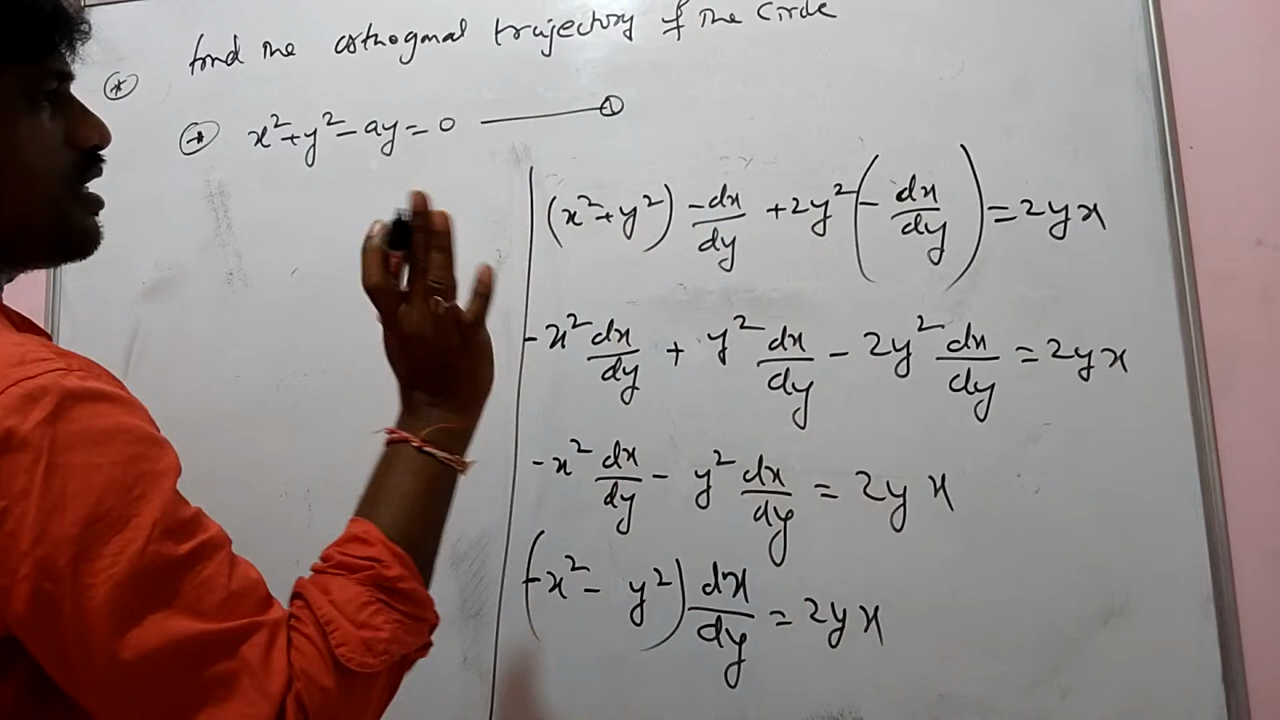 find the orthogonal trajectory of the Circle
x² + y² - ay = 0 ——— ①
(x² + y²) -dx/dy + 2y² (-dx/dy) = 2yx
-x² dx/dy + y² dx/dy - 2y² dx/dy = 2yx
-x² dx/dy - y² dx/dy = 2yx
(-x² - y²) dx/dy = 2yx